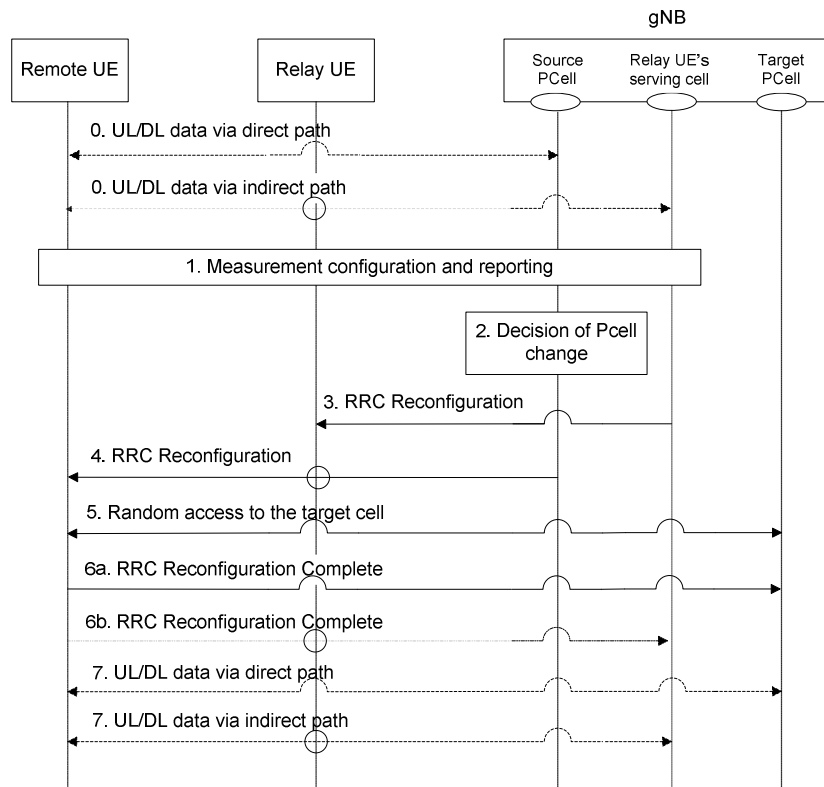 gNB
Remote UE
Relay UE
Source
PCell
Relay UE's
serving cell
Target
PCell
0. UL/DL data via direct path
0. UL/DL data via indirect path
1. Measurement configuration and reporting
2. Decision of Pcell
change
3. RRC Reconfiguration
4. RRC Reconfiguration
5. Random access to the target cell
6a. RRC Reconfiguration Complete
6b. RRC Reconfiguration Complete
7. UL/DL data via direct path
7. UL/DL data via indirect path